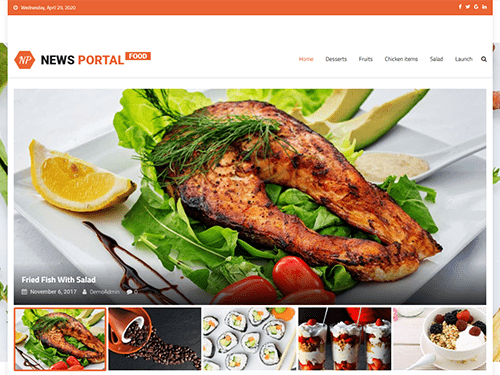 Wednesday, April 29, 2020
NP NEWS PORTAL FOOD
Home Desserts Fruits Chicken items Salad Launch
Fried Fish With Salad
November 6, 2017 DemoAdmin 0